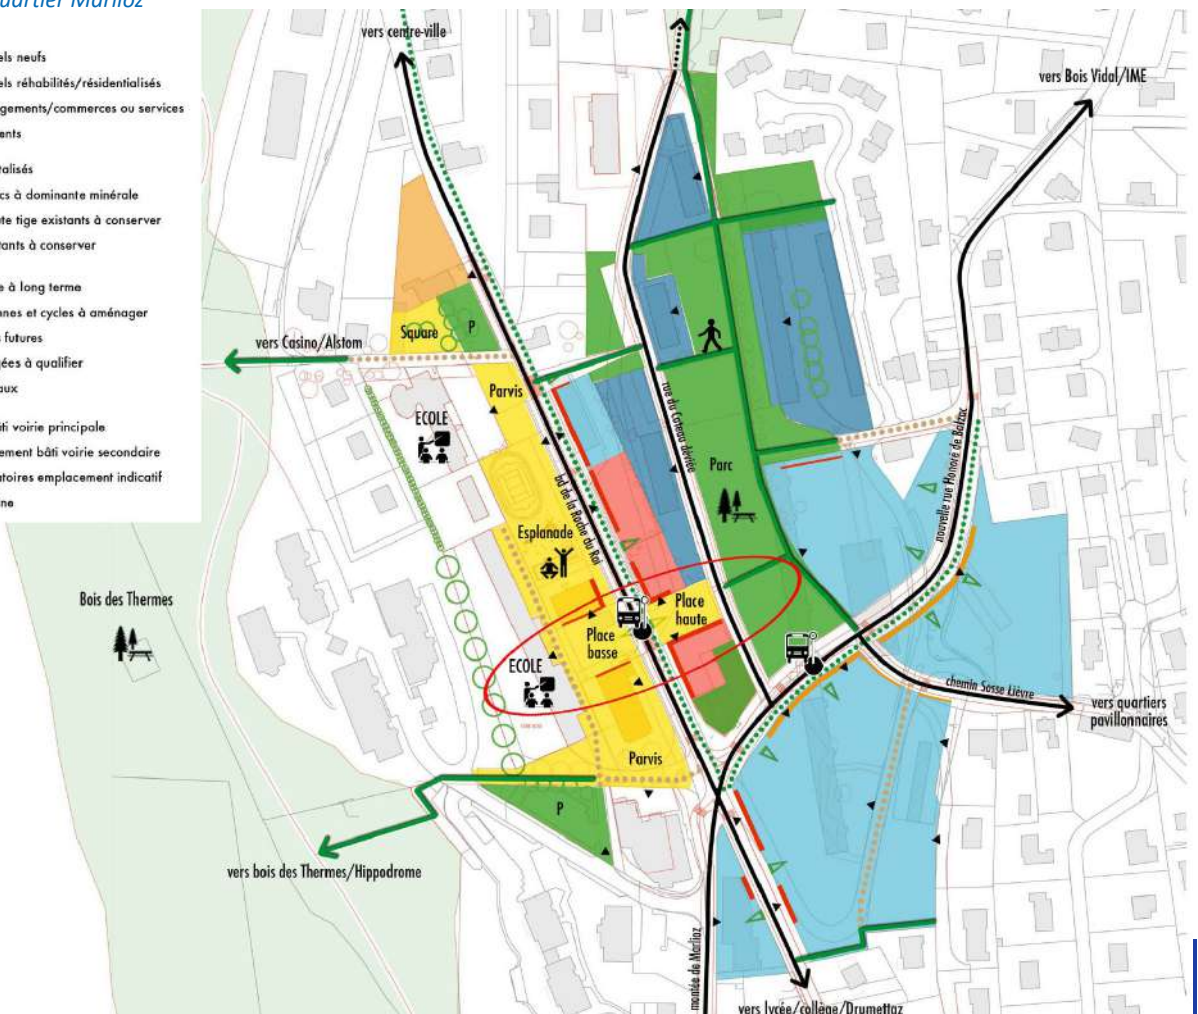 uartier Marlioz
els neufs
els réhabilités/résidentialisés
gements/commerces ou services
ents
talisés
cs à dominante minérale
te tige existants à conserver
tants à conserver
e à long terme
nnes et cycles à aménager
s futures
ées à qualifier
aux
ti voirie principale
ement bâti voirie secondaire
atoires emplacement indicatif
ne
vers centre-ville
vers Bois Vidal/IME
Square
P
vers Casino/Alstom
Parvis
ECOLE
rue du Coteau déviée
nouvelle rue Honoré de Balzac
bd de la Roche du Roi
Parc
Esplanade
Bois des Thermes
Place
haute
Place
basse
ECOLE
chemin Sasse Lièvre
vers quartiers
pavillonnaires
Parvis
P
vers bois des Thermes/Hippodrome
montée de Marlioz
vers lycée/collège/Drumettaz